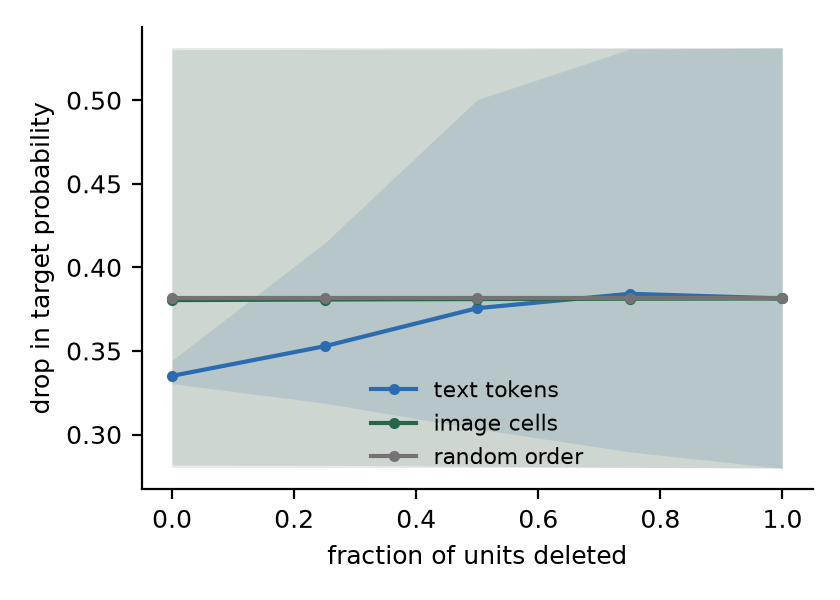 drop in target probability
0.50
0.45
0.40
0.35
0.30
text tokens
image cells
random order
0.0 0.2 0.4 0.6 0.8 1.0
fraction of units deleted